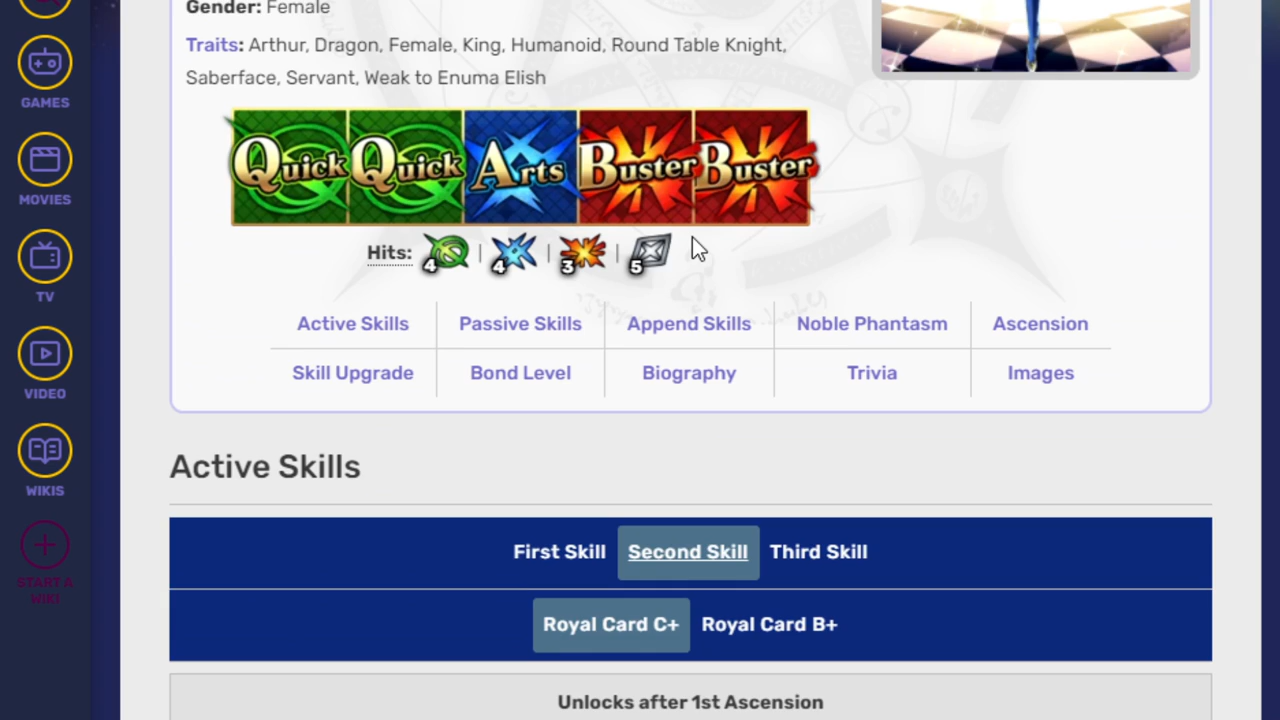 Gender: Female
Traits: Arthur, Dragon, Female, King, Humanoid, Round Table Knight,
Saberface, Servant, Weak to Enuma Elish
Quick Quick Arts Buster Buster
Hits: 4 | 4 | 3 | 5
Active Skills Passive Skills Append Skills Noble Phantasm Ascension
Skill Upgrade Bond Level Biography Trivia Images
Active Skills
First Skill Second Skill Third Skill
Royal Card C+ Royal Card B+
Unlocks after 1st Ascension
GAMES
MOVIES
TV
VIDEO
WIKIS
START A
WIKI